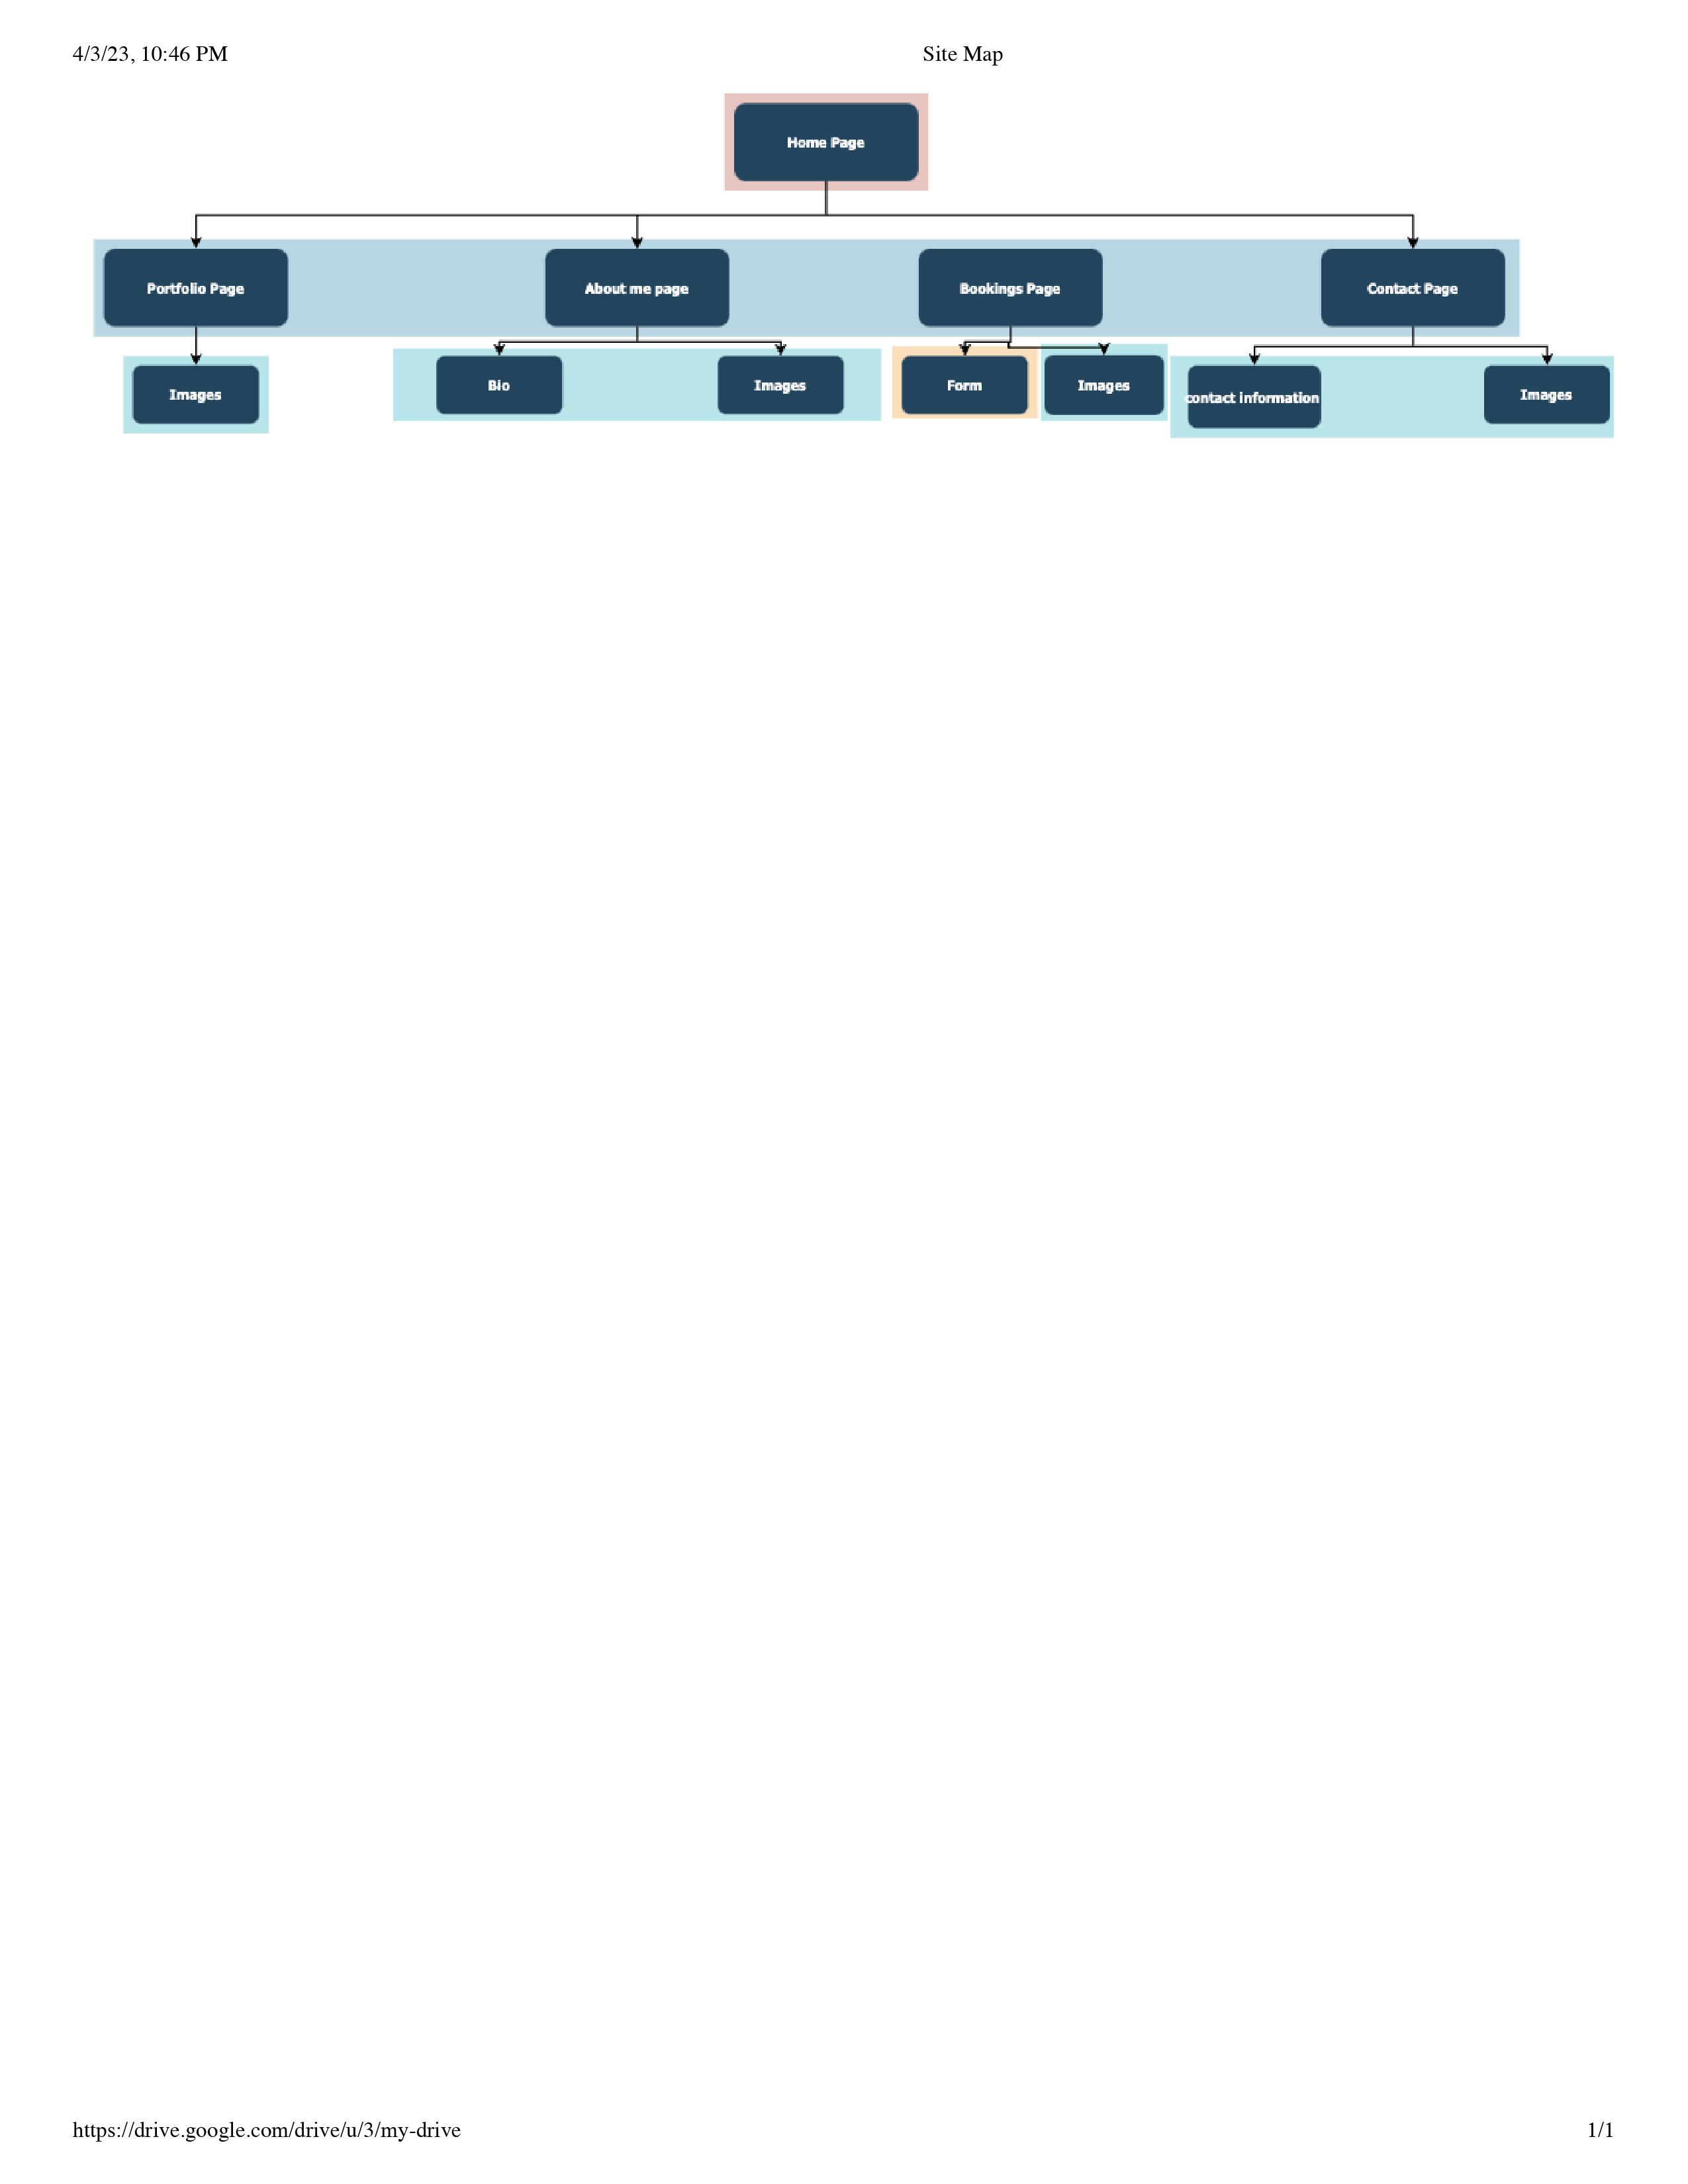 4/3/23, 10:46 PM
Site Map
Home Page
Portfolio Page
About me page
Bookings Page
Contact Page
Images
Bio
Images
Form
Images
contact information
Images
https://drive.google.com/drive/u/3/my-drive
1/1